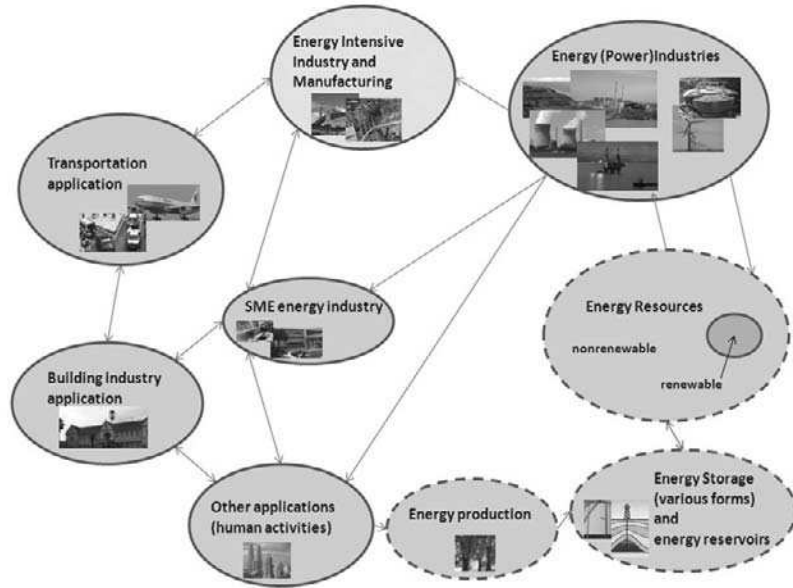 Energy Intensive
Industry and
Manufacturing
Energy (Power)Industries
Transportation
application
SME energy industry
Energy Resources
nonrenewable
renewable
Building industry
application
Other applications
(human activities)
Energy production
Energy Storage
(various forms)
and
energy reservoirs